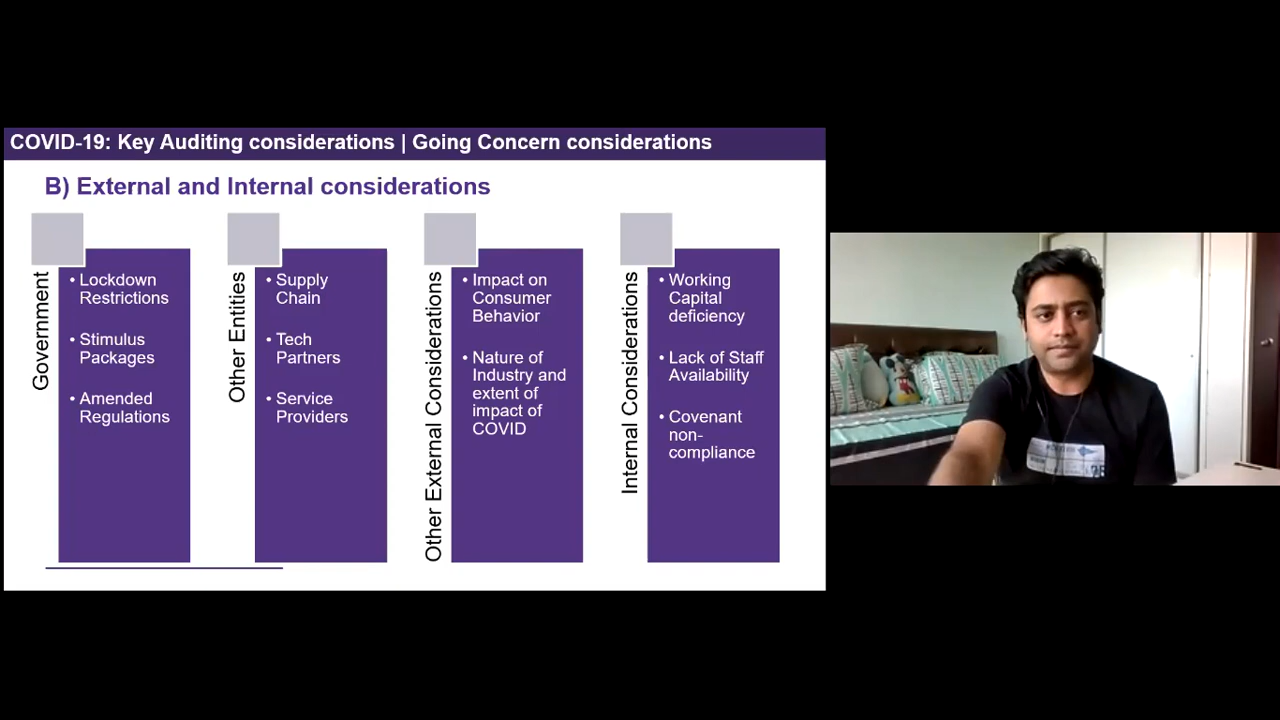 COVID-19: Key Auditing considerations | Going Concern considerations
B) External and Internal considerations
Government
• Lockdown
Restrictions
• Stimulus
Packages
• Amended
Regulations
Other Entities
• Supply
Chain
• Tech
Partners
• Service
Providers
Other External Considerations
• Impact on
Consumer
Behavior
• Nature of
Industry and
extent of
impact of
COVID
Internal Considerations
• Working
Capital
deficiency
• Lack of Staff
Availability
• Covenant
non-
compliance